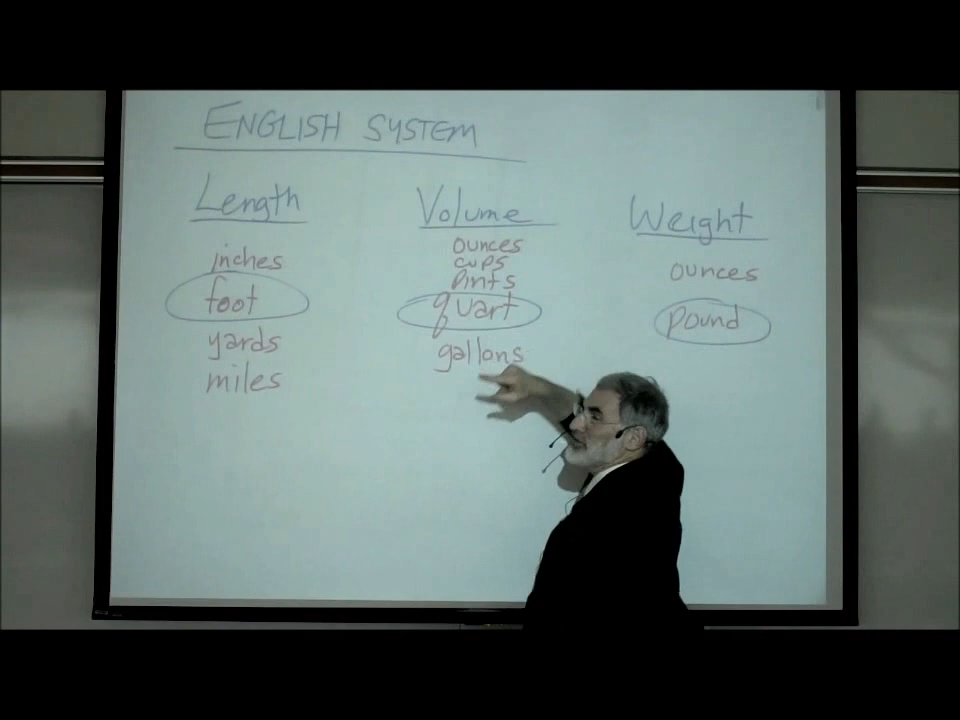 ENGLISH SYSTEM
Length
inches
foot
yards
miles
Volume
ounces
cups
pints
quart
gallons
Weight
ounces
pound